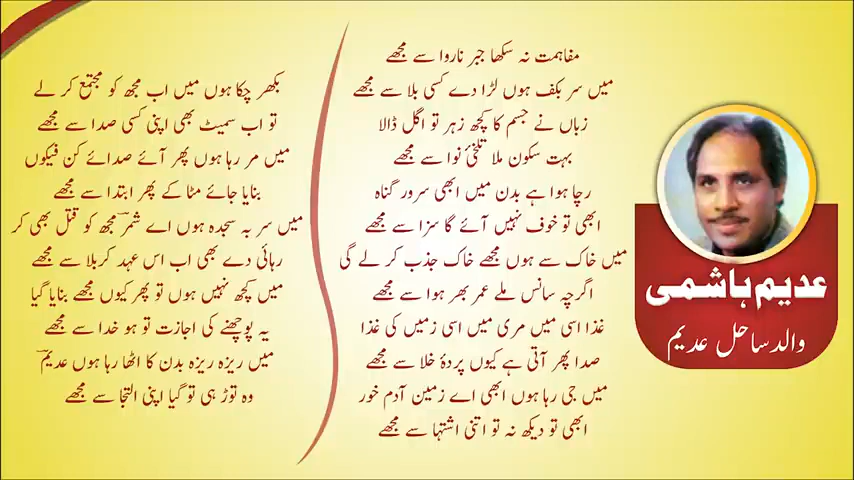 مفاہمت نہ سکھا جبر ناروا سے مجھے
میں سر بکف ہوں لڑا دے کسی بلا سے مجھے
زباں نے جسم کا کچھ زہر تو اگل ڈالا
بہت سکون ملا تلخیٔ نوا سے مجھے
رچا ہوا ہے بدن میں ابھی سرور گناہ
ابھی تو خوف نہیں آئے گا سزا سے مجھے
میں خاک سے ہوں مجھے خاک جذب کر لے گی
اگرچہ سانس ملے عمر بھر ہوا سے مجھے
غذا اسی میں مری میں اسی زمیں کی غذا
صدا پھر آتی ہے کیوں پردۂ خلا سے مجھے
میں جی رہا ہوں ابھی اے زمین آدم خور
ابھی تو دیکھ نہ تو اتنی اشتہا سے مجھے
بکھر چکا ہوں میں اب مجھ کو مجتمع کر لے
تو اب سمیٹ بھی اپنی کسی صدا سے مجھے
میں مر رہا ہوں پھر آئے صدائے کن فیکوں
بنایا جائے مٹا کے پھر ابتدا سے مجھے
میں سر بہ سجدہ ہوں اے شمرؔ مجھ کو قتل بھی کر
رہائی دے بھی اب اس عہد کربلا سے مجھے
میں کچھ نہیں ہوں تو پھر کیوں مجھے بنایا گیا
یہ پوچھنے کی اجازت تو ہو خدا سے مجھے
میں ریزہ ریزہ بدن کا اٹھا رہا ہوں عدیمؔ
وہ توڑ ہی تو گیا اپنی التجا سے مجھے
عدیم ہاشمی
والد ساحل عدیم